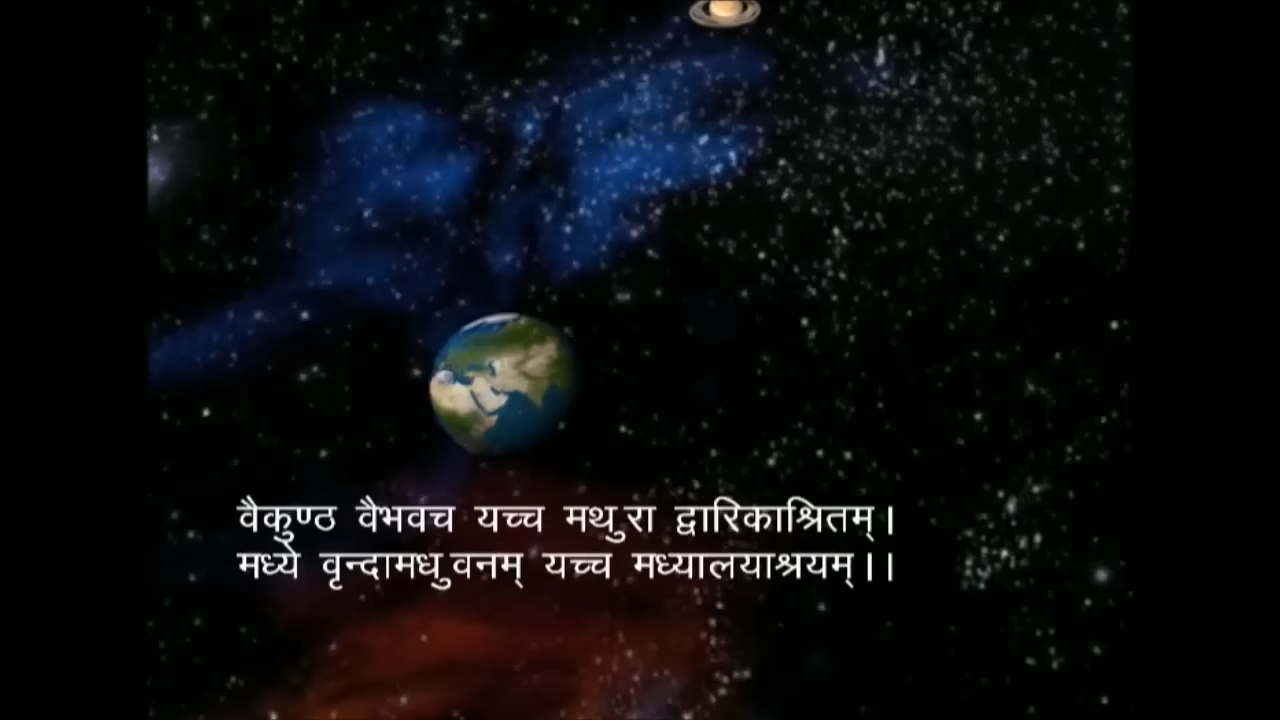 वैकुण्ठ वैभवच यच्च मथुरा द्वारिकाश्रितम्।
मध्ये वृन्दामधुवनम् यच्च मध्यालयाश्रयम्।।